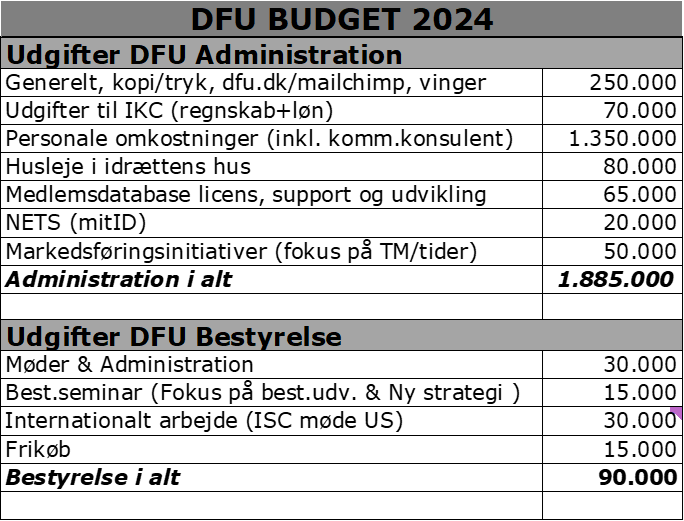 DFU BUDGET 2024
Udgifter DFU Administration
Generelt, kopi/tryk, dfu.dk/mailchimp, vinger 250.000
Udgifter til IKC (regnskab+løn) 70.000
Personale omkostninger (inkl. komm.konsulent) 1.350.000
Husleje i idrættens hus 80.000
Medlemsdatabase licens, support og udvikling 65.000
NETS (mitID) 20.000
Markedsføringsinitiativer (fokus på TM/tider) 50.000
Administration i alt 1.885.000
Udgifter DFU Bestyrelse
Møder & Administration 30.000
Best.seminar (Fokus på best.udv. & Ny strategi ) 15.000
Internationalt arbejde (ISC møde US) 30.000
Frikøb 15.000
Bestyrelse i alt 90.000